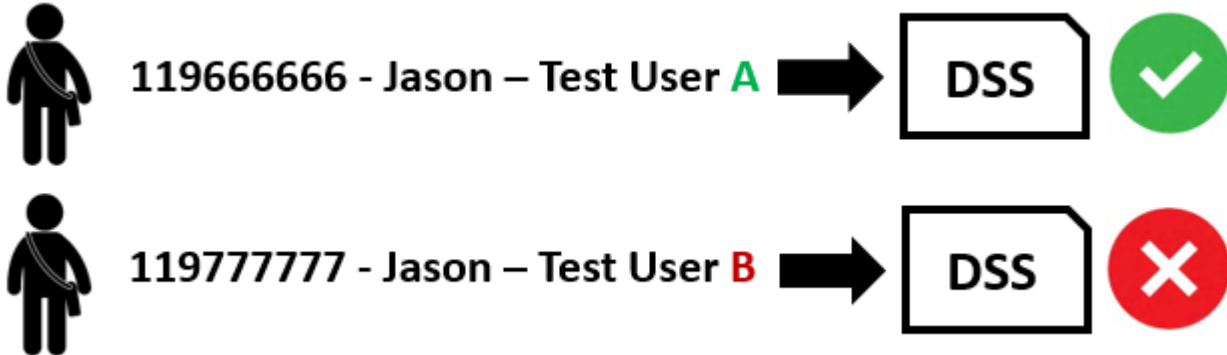 119666666 - Jason – Test User A DSS
119777777 - Jason – Test User B DSS